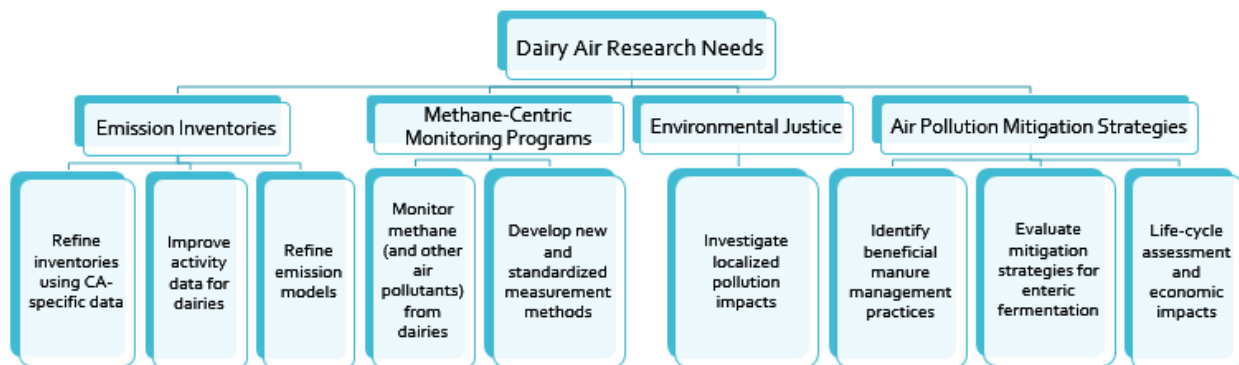 Dairy Air Research Needs
Emission Inventories
Methane-Centric
Monitoring Programs
Environmental Justice
Air Pollution Mitigation Strategies
Refine
inventories
using CA-
specific data
Improve
activity
data for
dairies
Refine
emission
models
Monitor
methane
(and other
air
pollutants)
from
dairies
Develop new
and
standardized
measurement
methods
Investigate
localized
pollution
impacts
Identify
beneficial
manure
management
practices
Evaluate
mitigation
strategies for
enteric
fermentation
Life-cycle
assessment
and
economic
impacts